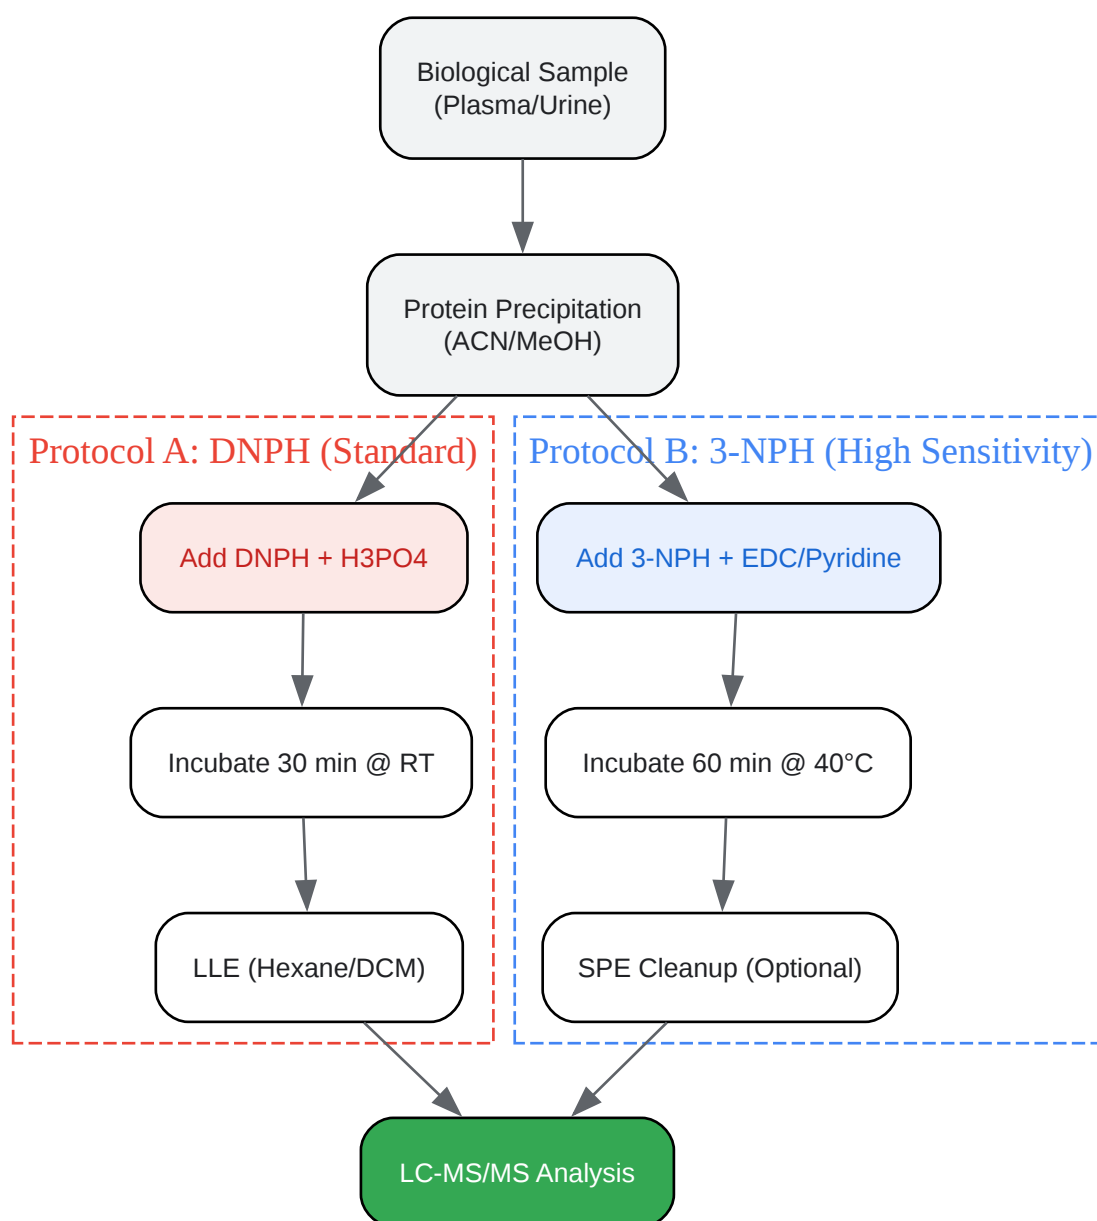 Biological Sample
(Plasma/Urine)
Protein Precipitation
(ACN/MeOH)
Protocol A: DNPH (Standard)
Protocol B: 3-NPH (High Sensitivity)
Add DNPH + H3PO4
Add 3-NPH + EDC/Pyridine
Incubate 30 min @ RT
Incubate 60 min @ 40°C
LLE (Hexane/DCM)
SPE Cleanup (Optional)
LC-MS/MS Analysis